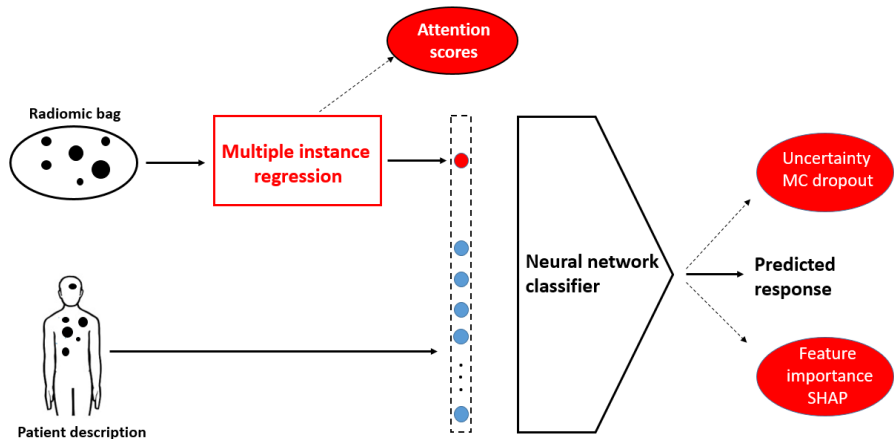 Attention
scores
Radiomic bag
Multiple instance
regression
Uncertainty
MC dropout
Neural network
classifier
Predicted
response
Feature
importance
SHAP
Patient description